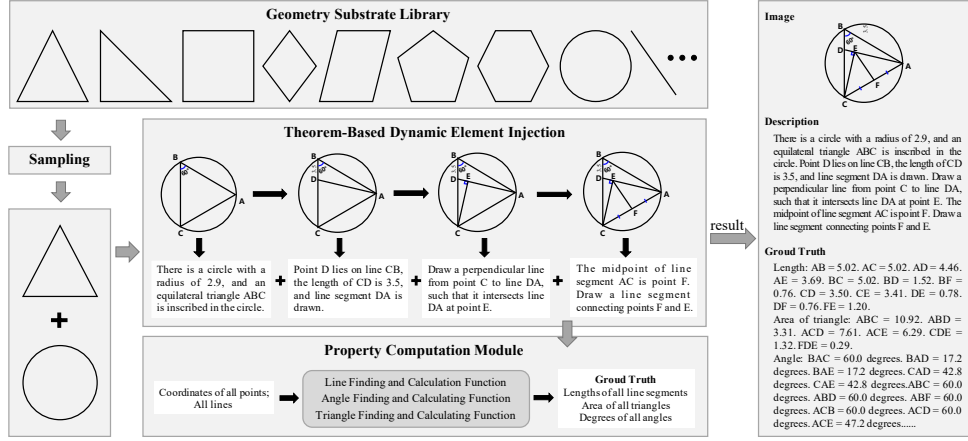 Geometry Substrate Library
Sampling
Theorem-Based Dynamic Element Injection
B
60°
A
C
B
3.5
60°
D
A
C
B
3.5
60°
D
E
A
C
B
3.5
60°
D
E
A
F
C
There is a circle with a
radius of 2.9, and an
equilateral triangle ABC
is inscribed in the circle.
+
Point D lies on line CB,
the length of CD is 3.5,
and line segment DA is
drawn.
+
Draw a perpendicular line
from point C to line DA,
such that it intersects line
DA at point E.
+
The midpoint of line
segment AC is point F.
Draw a line segment
connecting points F and E.
+
Property Computation Module
Coordinates of all points;
All lines
Line Finding and Calculation Function
Angle Finding and Calculating Function
Triangle Finding and Calculating Function
Ground Truth
Lengths of all line segments
Area of all triangles
Degrees of all angles
result
Image
B
3.5
60°
D
E
A
F
C
Description
There is a circle with a radius of 2.9, and an
equilateral triangle ABC is inscribed in the
circle. Point D lies on line CB, the length of CD
is 3.5, and line segment DA is drawn. Draw a
perpendicular line from point C to line DA,
such that it intersects line DA at point E. The
midpoint of line segment AC is point F. Draw a
line segment connecting points F and E.
Groud Truth
Length: AB = 5.02. AC = 5.02. AD = 4.46.
AE = 3.69. BC = 5.02. BD = 1.52. BF =
0.76. CD = 3.50. CE = 3.41. DE = 0.78.
DF = 0.76. FE = 1.20.
Area of triangle: ABC = 10.92. ABD =
3.31. ACD = 7.61. ACE = 6.29. CDE =
1.32. FDE = 0.29.
Angle: BAC = 60.0 degrees. BAD = 17.2
degrees. BAE = 17.2 degrees. CAD = 42.8
degrees. CAE = 42.8 degrees.ABC = 60.0
degrees. ABD = 60.0 degrees. ABF = 60.0
degrees. ACB = 60.0 degrees. ACD = 60.0
degrees. ACE = 47.2 degrees......